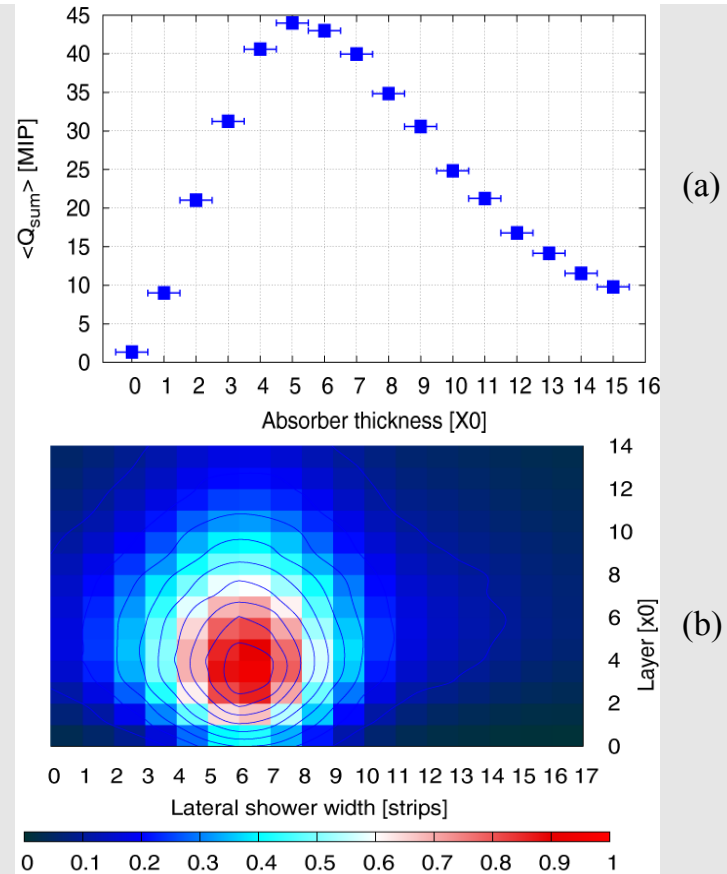 45
40
35
30
25
20
15
10
5
0
<Q_sum> [MIP]
0 1 2 3 4 5 6 7 8 9 10 11 12 13 14 15 16
Absorber thickness [X0]
(a)
14
12
10
8
6
4
2
0
Layer [x0]
0 1 2 3 4 5 6 7 8 9 10 11 12 13 14 15 16 17
Lateral shower width [strips]
(b)
0 0.1 0.2 0.3 0.4 0.5 0.6 0.7 0.8 0.9 1